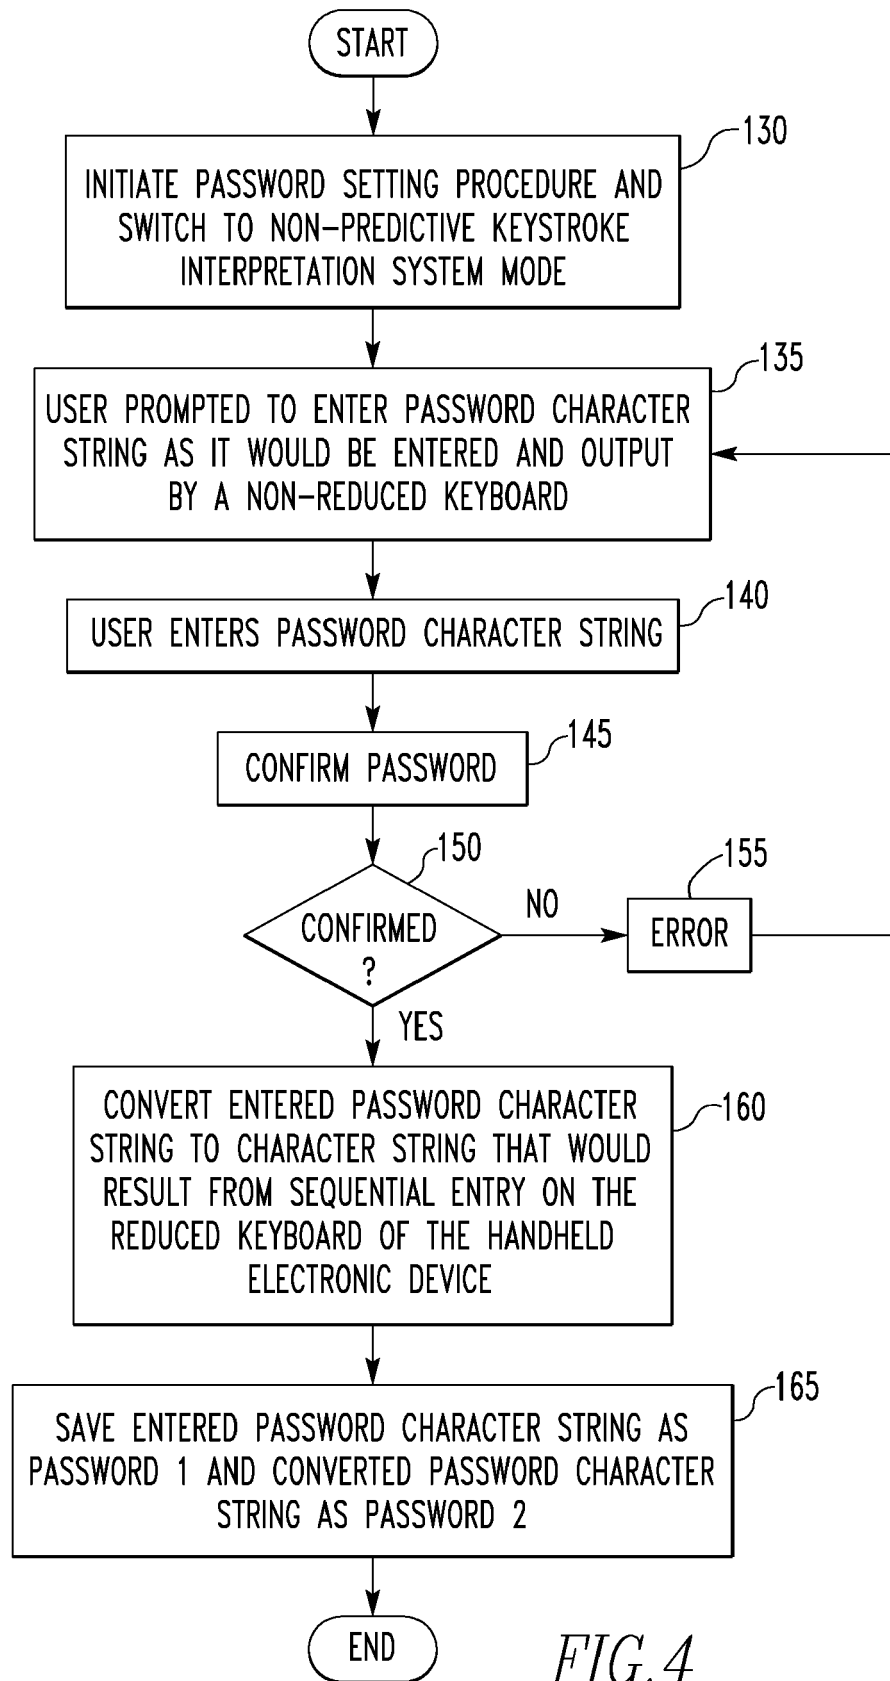 START
130
INITIATE PASSWORD SETTING PROCEDURE AND
SWITCH TO NON-PREDICTIVE KEYSTROKE
INTERPRETATION SYSTEM MODE
135
USER PROMPTED TO ENTER PASSWORD CHARACTER
STRING AS IT WOULD BE ENTERED AND OUTPUT
BY A NON-REDUCED KEYBOARD
140
USER ENTERS PASSWORD CHARACTER STRING
145
CONFIRM PASSWORD
150
155
CONFIRMED
?
NO
ERROR
YES
160
CONVERT ENTERED PASSWORD CHARACTER
STRING TO CHARACTER STRING THAT WOULD
RESULT FROM SEQUENTIAL ENTRY ON THE
REDUCED KEYBOARD OF THE HANDHELD
ELECTRONIC DEVICE
165
SAVE ENTERED PASSWORD CHARACTER STRING AS
PASSWORD 1 AND CONVERTED PASSWORD CHARACTER
STRING AS PASSWORD 2
END
FIG.4